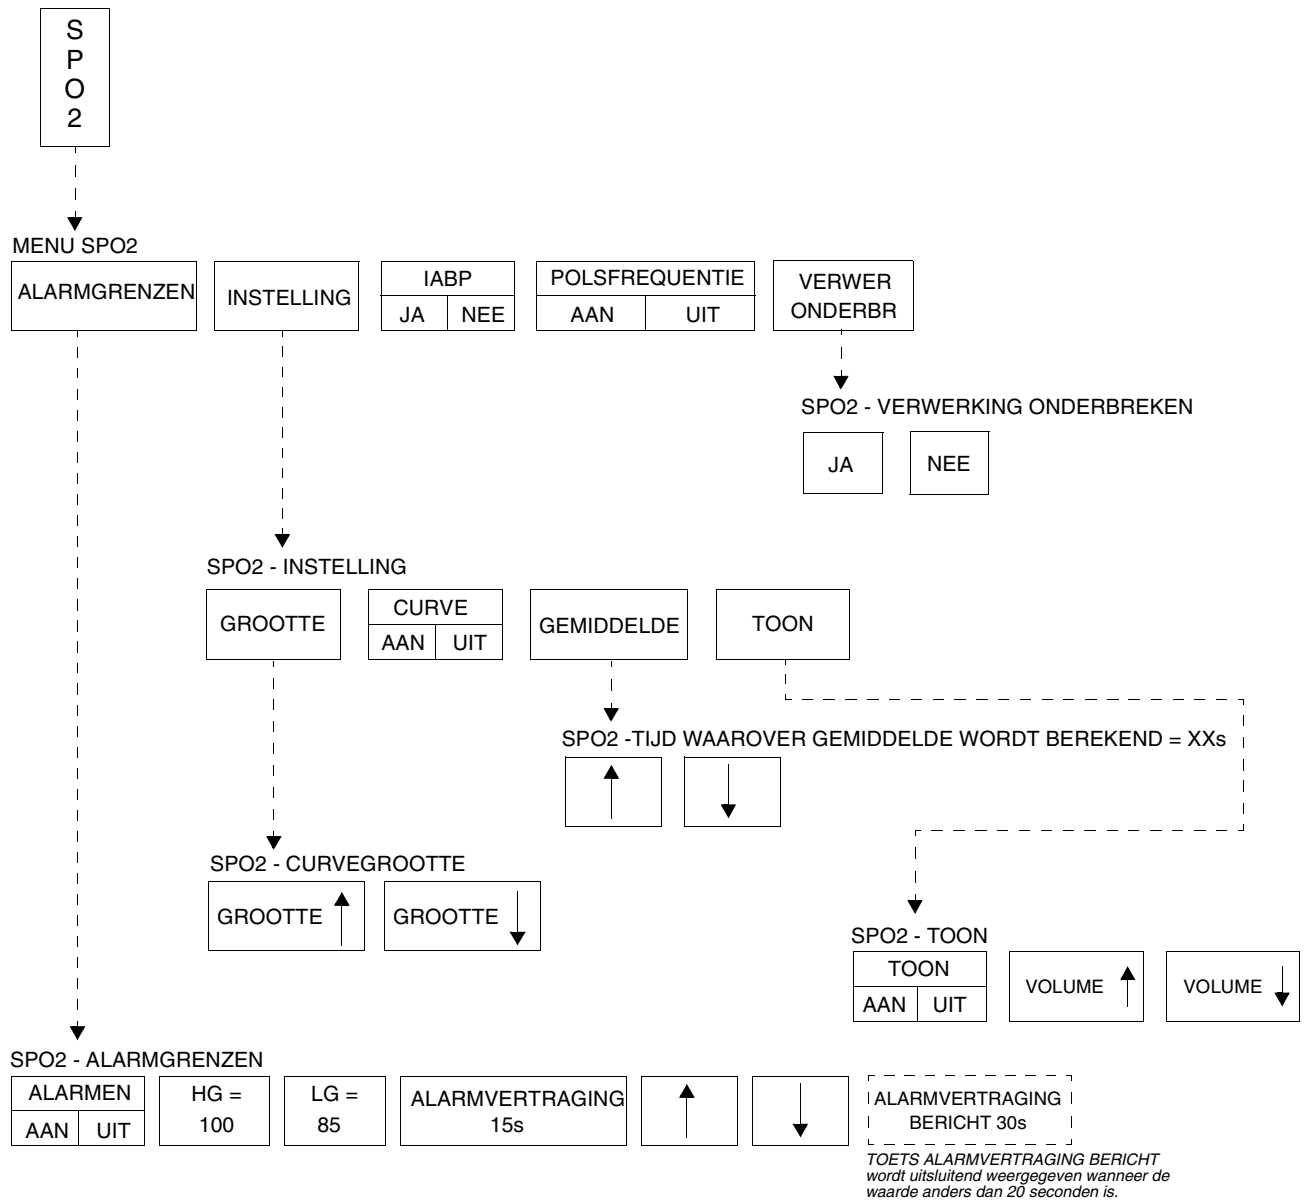 S
P
O
2
MENU SPO2
ALARMGRENZEN
INSTELLING
IABP
JA NEE
POLSFREQUENTIE
AAN UIT
VERWER
ONDERBR
SPO2 - VERWERKING ONDERBREKEN
JA
NEE
SPO2 - INSTELLING
GROOTTE
CURVE
AAN UIT
GEMIDDELDE
TOON
SPO2 -TIJD WAAROVER GEMIDDELDE WORDT BEREKEND = XXs
SPO2 - CURVEGROOTTE
GROOTTE
GROOTTE
SPO2 - TOON
TOON
AAN UIT
VOLUME
VOLUME
SPO2 - ALARMGRENZEN
ALARMEN
AAN UIT
HG =
100
LG =
85
ALARMVERTRAGING
15s
ALARMVERTRAGING
BERICHT 30s
TOETS ALARMVERTRAGING BERICHT
wordt uitsluitend weergegeven wanneer de
waarde anders dan 20 seconden is.